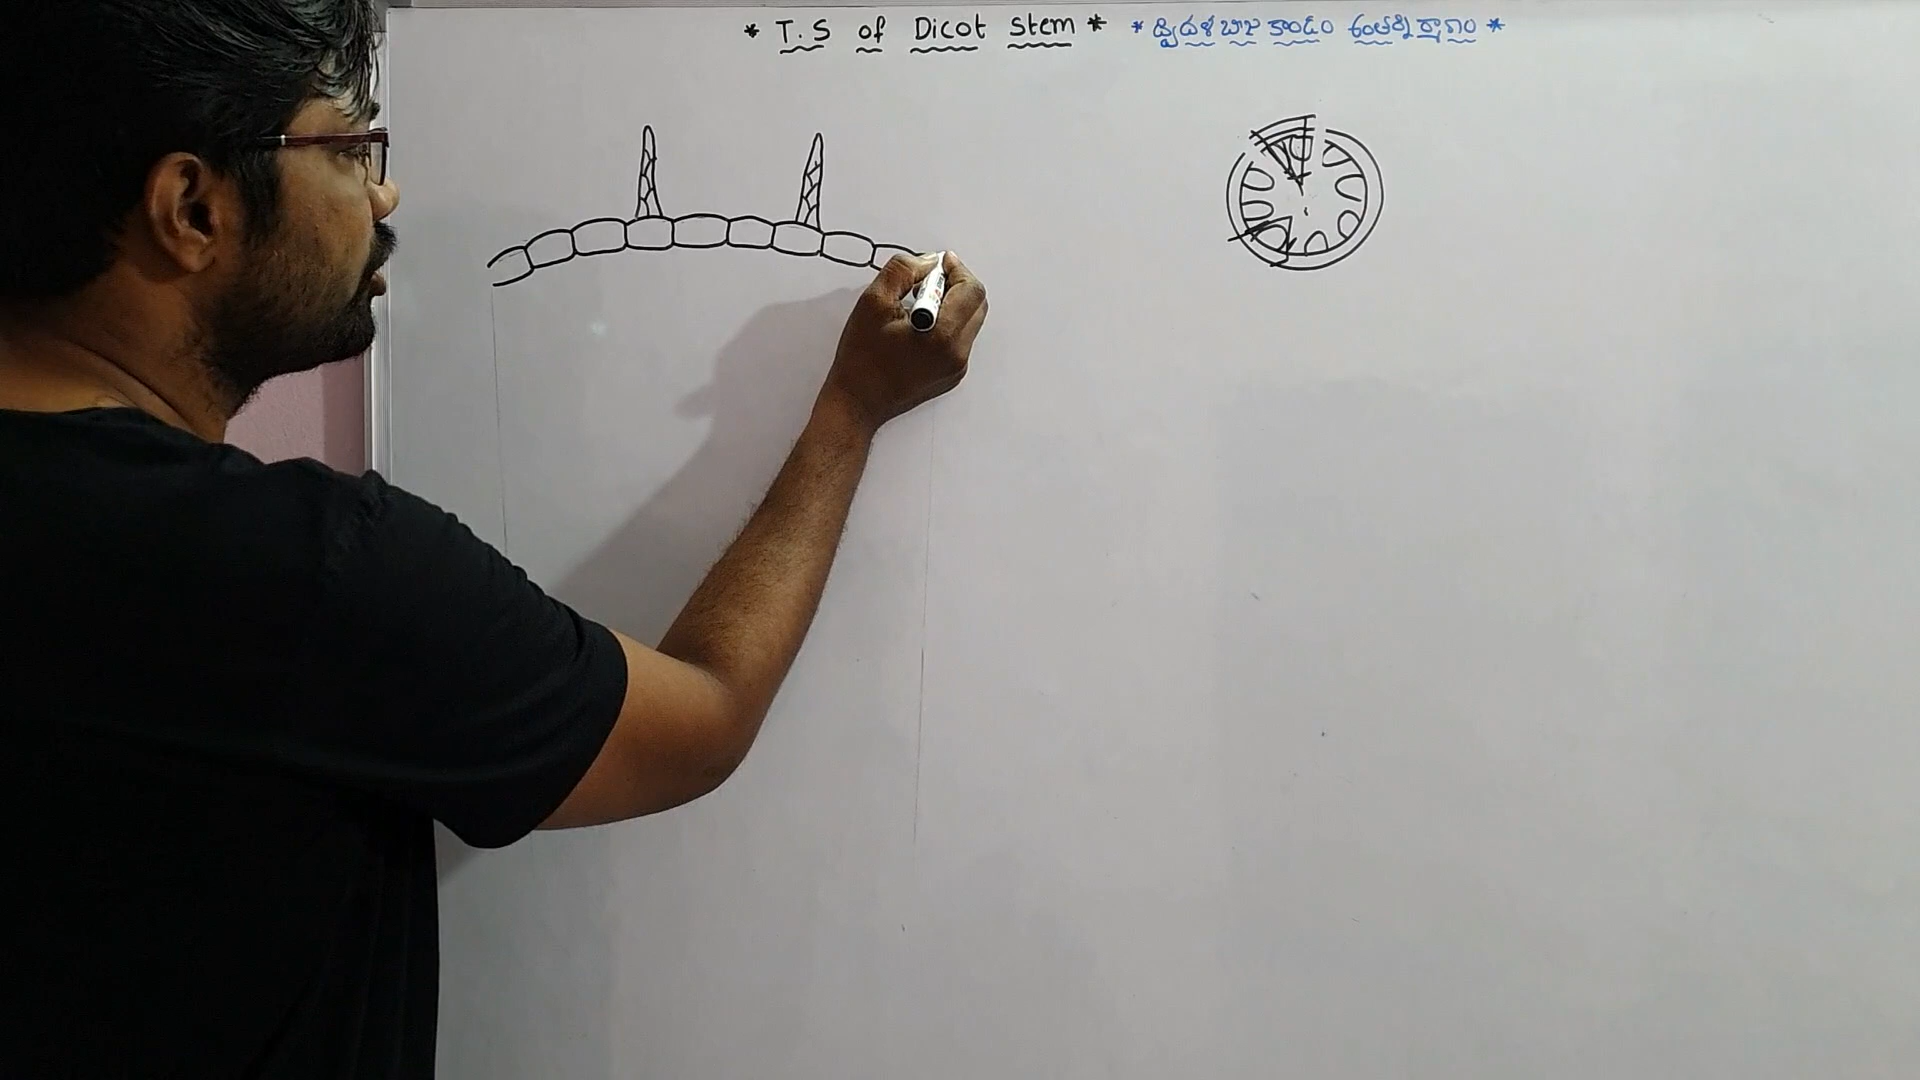 * T.S of Dicot Stem * * ద్విదళ బీజ కాండం అంతర్నిర్మాణం *